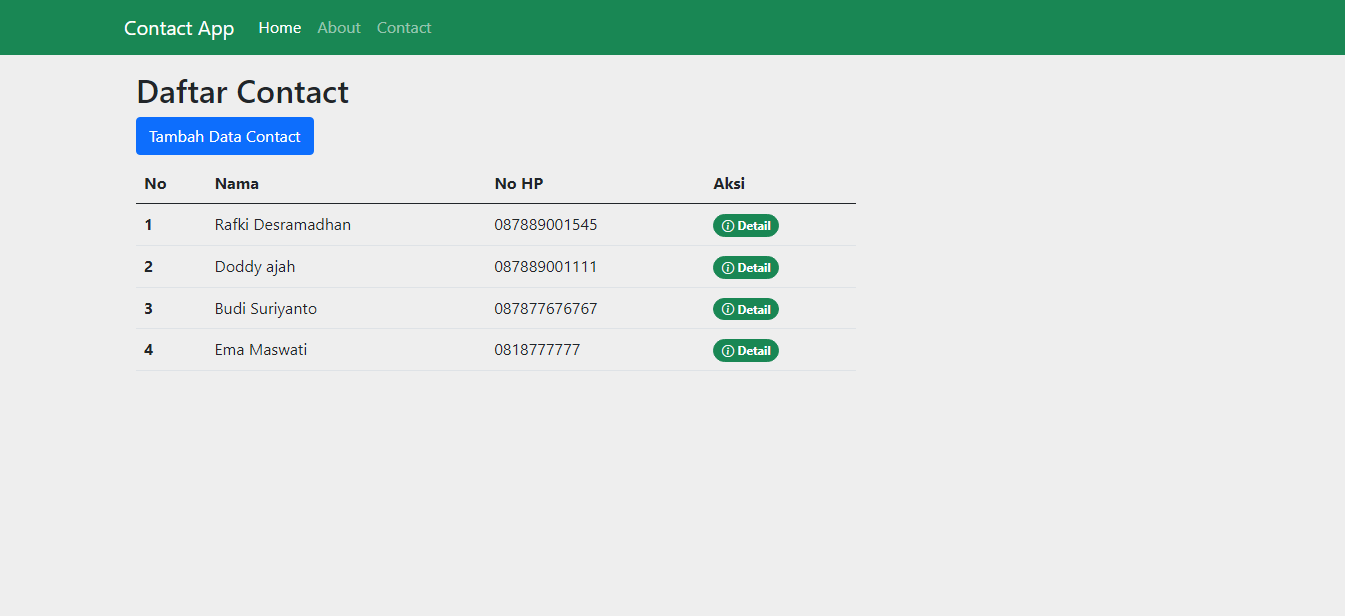 Contact App Home About Contact
Daftar Contact
Tambah Data Contact
No Nama No HP Aksi
1 Rafki Desramadhan 087889001545 Detail
2 Doddy ajah 087889001111 Detail
3 Budi Suriyanto 087877676767 Detail
4 Ema Maswati 0818777777 Detail